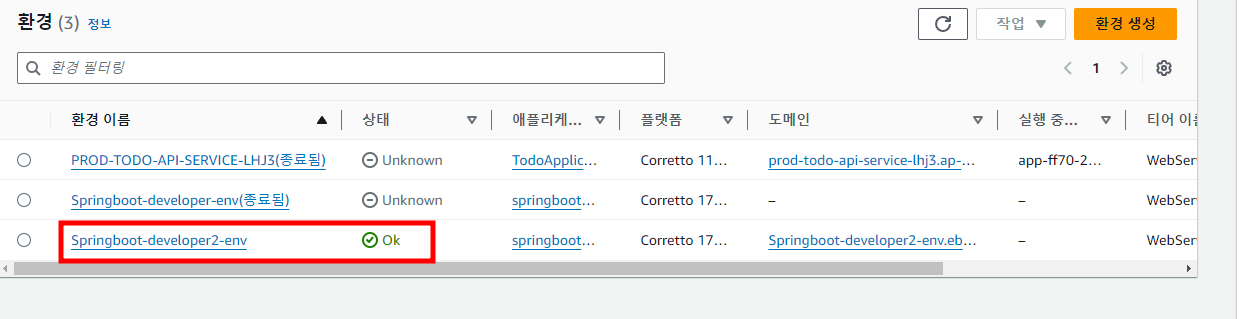 환경 (3) 정보
작업 환경 생성
환경 필터링 1
환경 이름 상태 애플리케... 플랫폼 도메인 실행 중... 티어 이름
PROD-TODO-API-SERVICE-LHJ3(종료됨) Unknown TodoApplic... Corretto 11... prod-todo-api-service-lhj3.ap-... app-ff70-2... WebServ
Springboot-developer-env(종료됨) Unknown springboot... Corretto 17... – – WebServ
Springboot-developer2-env Ok springboot... Corretto 17... Springboot-developer2-env.eb... – WebServ